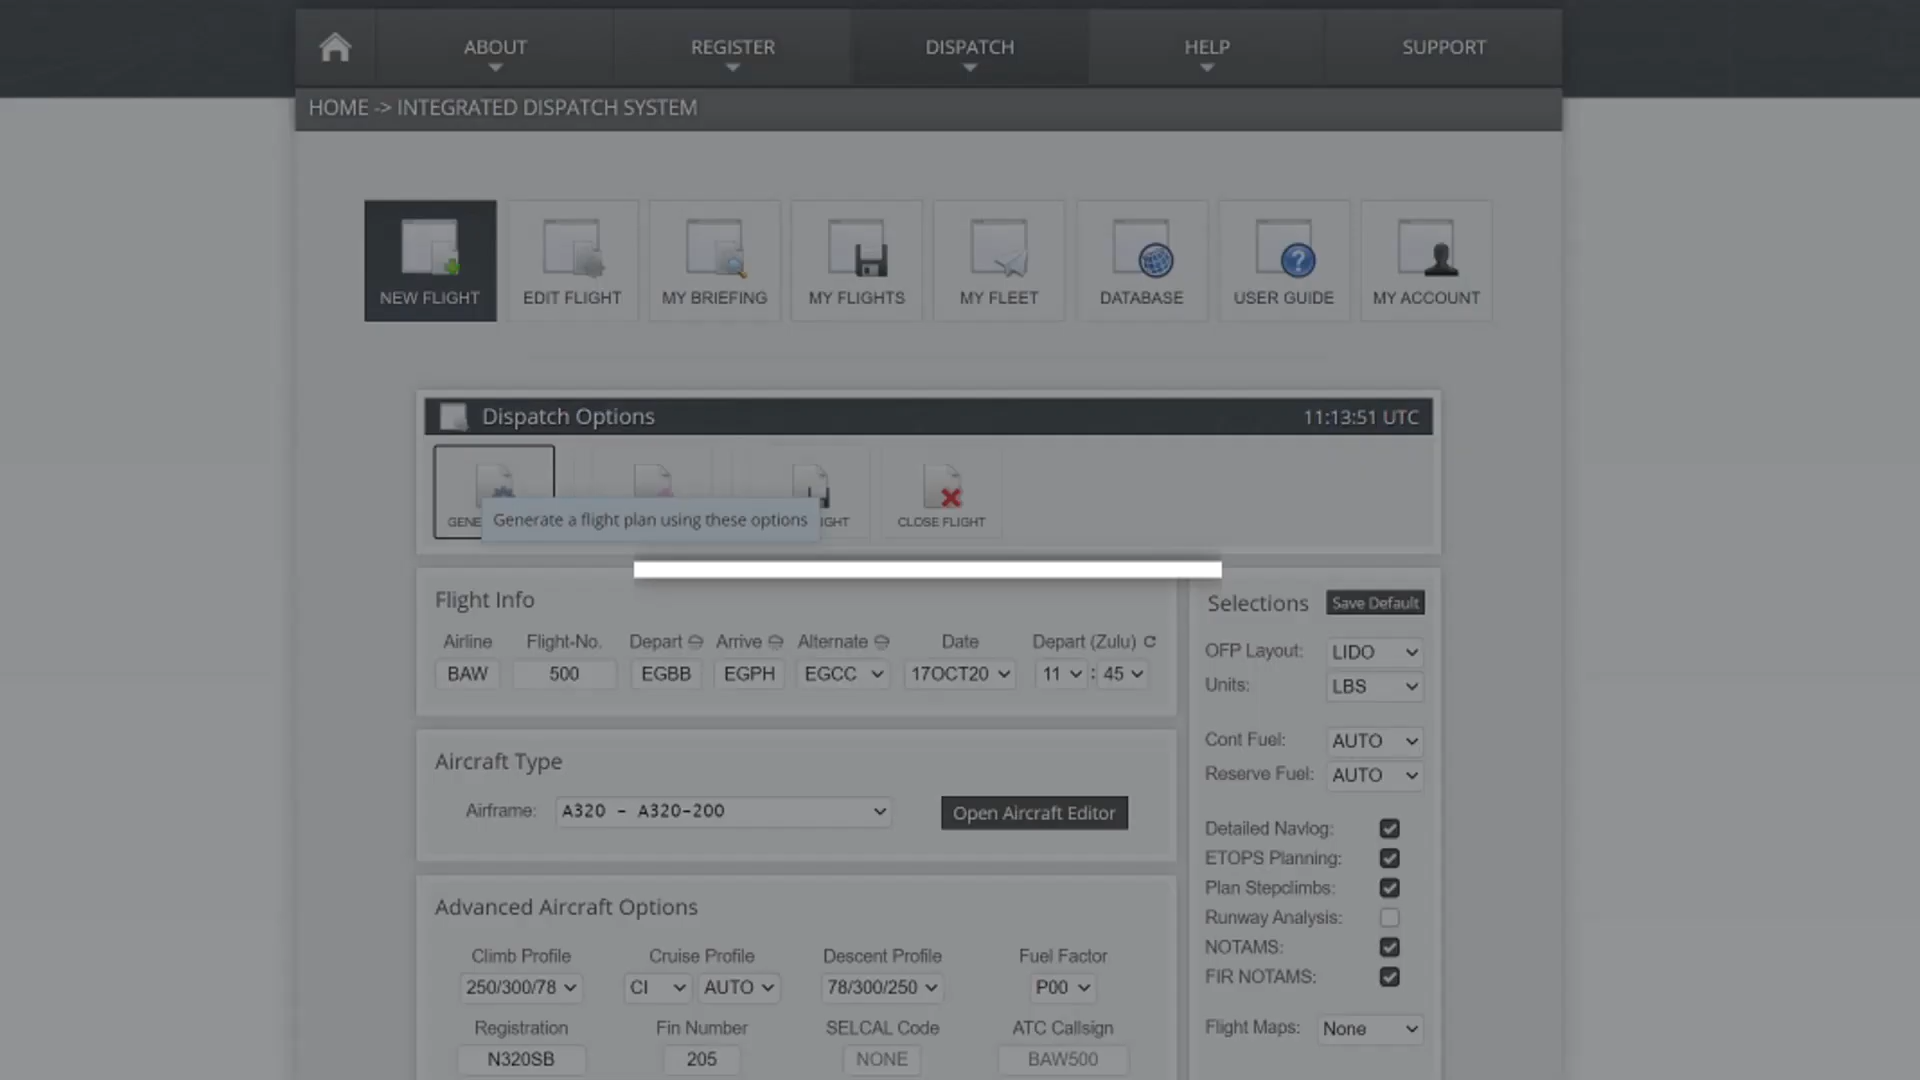 ABOUT REGISTER DISPATCH HELP SUPPORT
HOME -> INTEGRATED DISPATCH SYSTEM
NEW FLIGHT EDIT FLIGHT MY BRIEFING MY FLIGHTS MY FLEET DATABASE USER GUIDE MY ACCOUNT
Dispatch Options 11:13:51 UTC
CLOSE FLIGHT
Generate a flight plan using these options
Flight Info
Airline Flight-No. Depart Arrive Alternate Date Depart (Zulu)
BAW 500 EGBB EGPH EGCC 17OCT20 11 : 45
Aircraft Type
Airframe: A320 - A320-200 Open Aircraft Editor
Advanced Aircraft Options
Climb Profile Cruise Profile Descent Profile Fuel Factor
250/300/78 CI AUTO 78/300/250 P00
Registration Fin Number SELCAL Code ATC Callsign
N320SB 205 NONE BAW500
Selections Save Default
OFP Layout: LIDO
Units: LBS
Cont Fuel: AUTO
Reserve Fuel: AUTO
Detailed Navlog:
ETOPS Planning:
Plan Stepclimbs:
Runway Analysis:
NOTAMS:
FIR NOTAMS:
Flight Maps: None